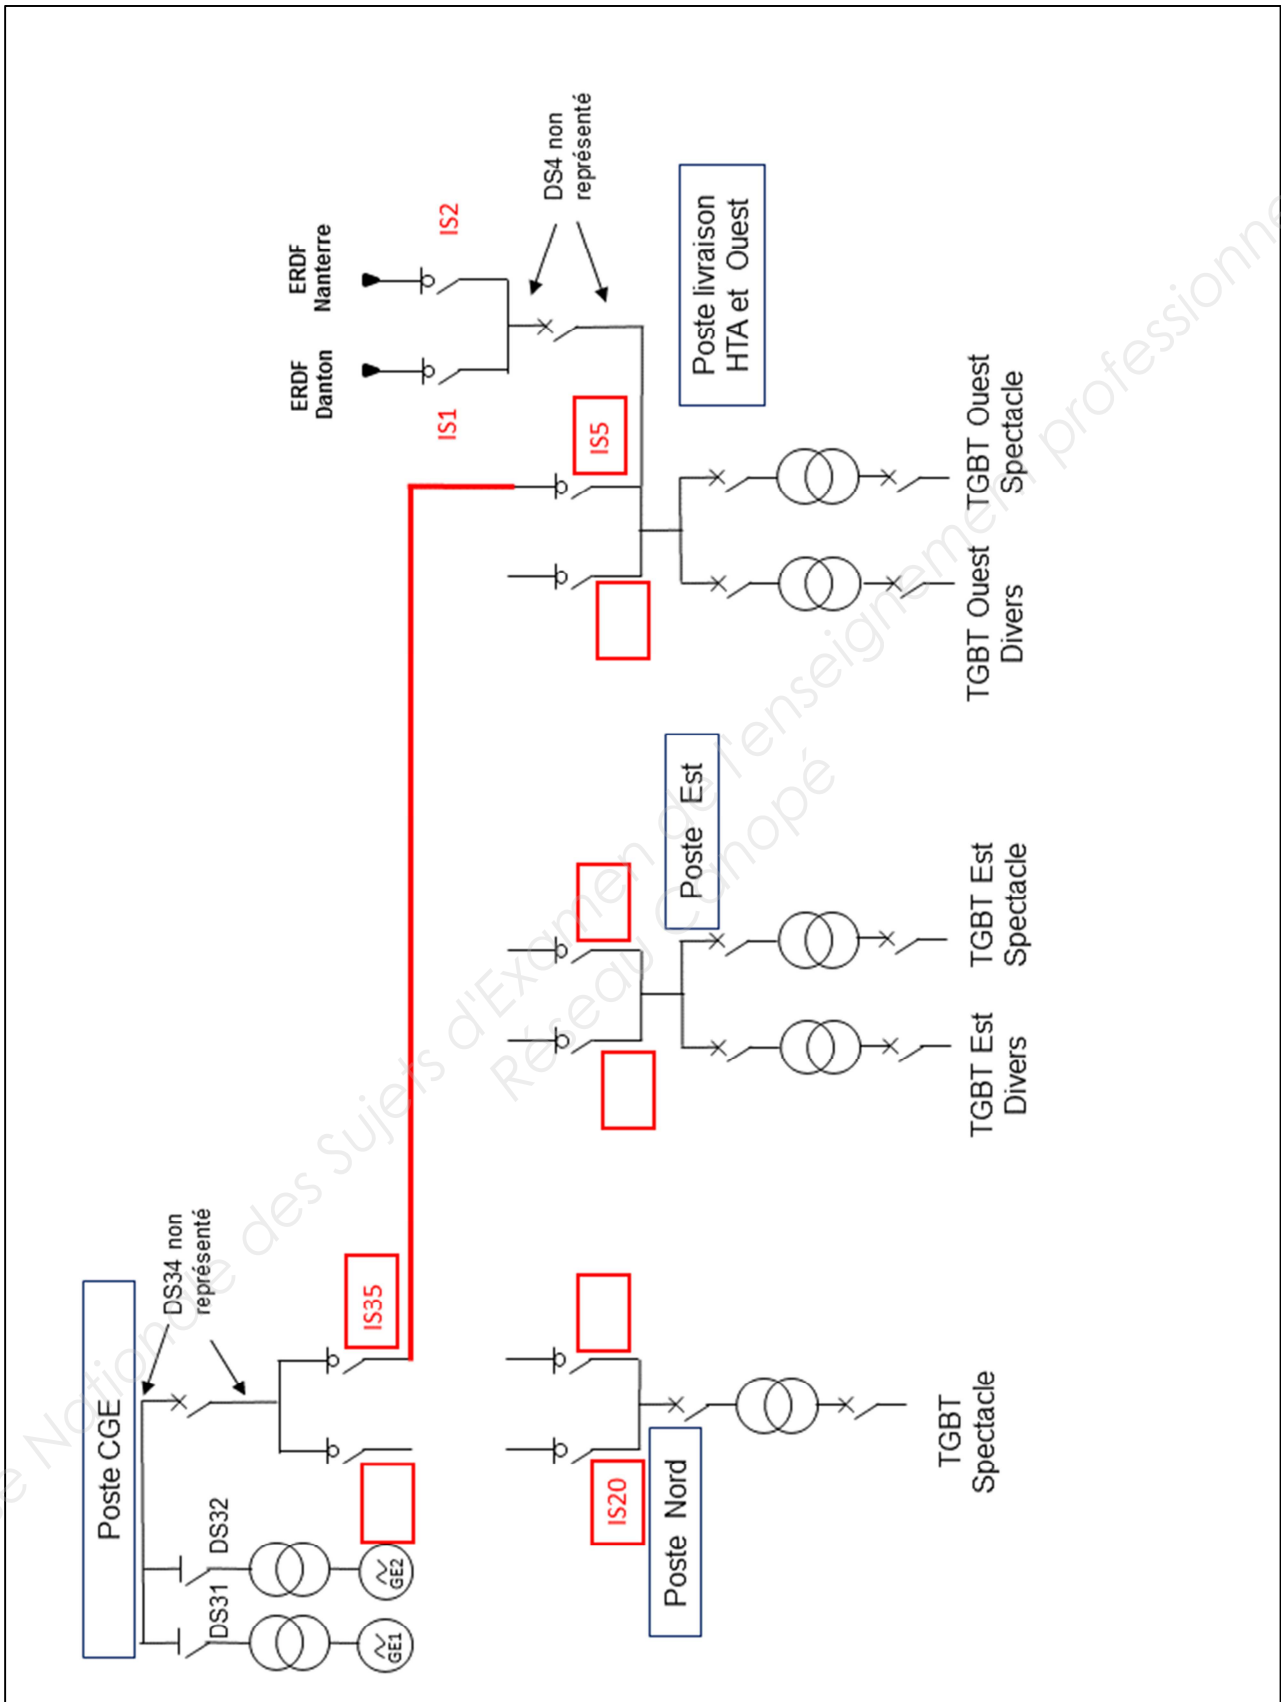 Poste CGE
DS34 non
représenté
DS31
DS32
GE1
GE2
IS35
IS20
Poste Nord
TGBT
Spectacle
Poste Est
TGBT Est
Divers
TGBT Est
Spectacle
ERDF
Danton
ERDF
Nanterre
IS1
IS2
DS4 non
représenté
IS5
Poste livraison
HTA et Ouest
TGBT Ouest
Divers
TGBT Ouest
Spectacle
Nationale des Sujets d'Examen de l'enseignement professionne
Réseau Canopé